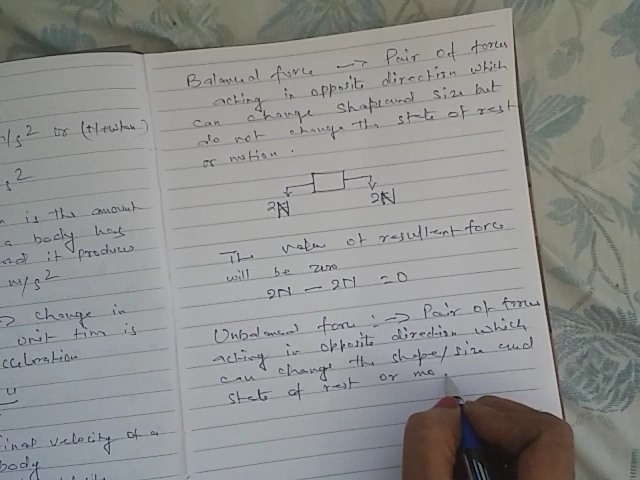 m/s² or (1 Newton)
s²
is the amount
a body has
and it produces
m/s²
→ change in
unit time is
acceleration
u
final velocity of a
body
Balanced force → Pair of forces
acting in opposite direction which
can change shape and size but
do not change the state of rest
or motion.
2N 2N
The value of resultent force
will be zero
2N - 2N = 0
Unbalanced force :→ Pair of forces
acting in opposite direction which
can change the shape/size and
state of rest or mo